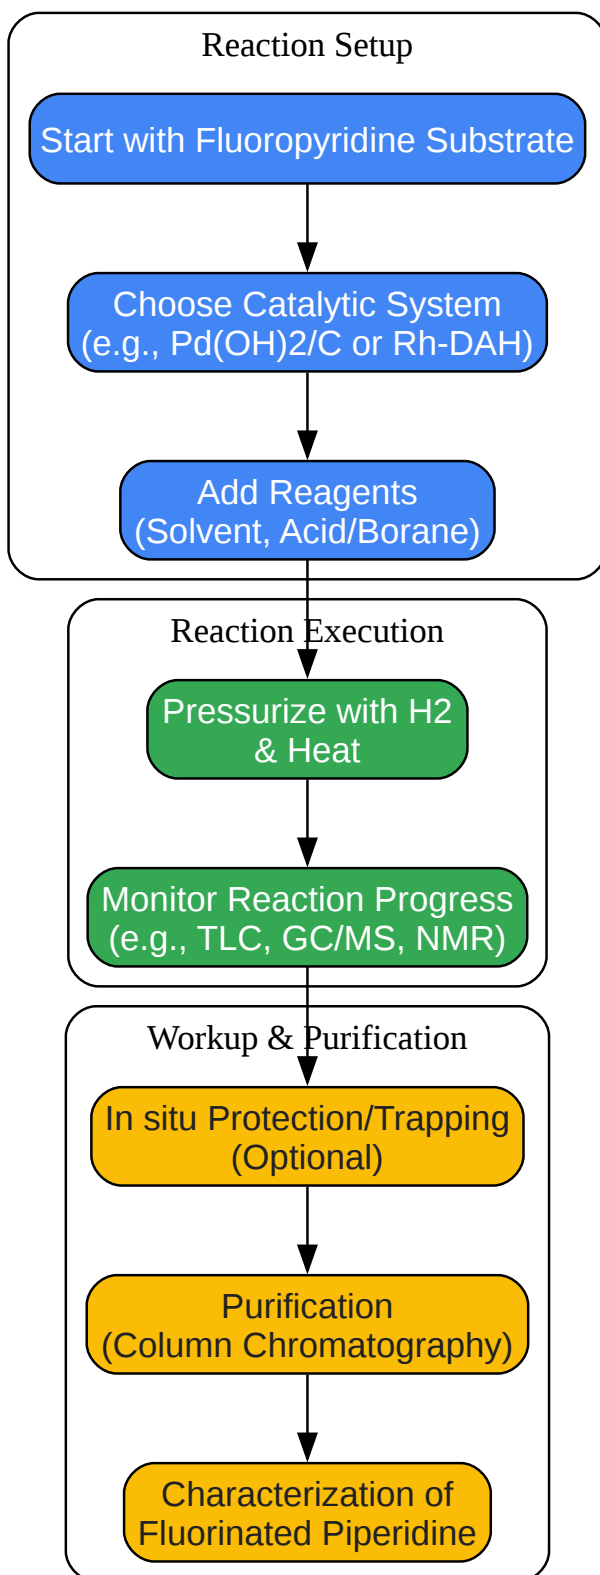 Reaction Setup
Start with Fluoropyridine Substrate
Choose Catalytic System
(e.g., Pd(OH)2/C or Rh-DAH)
Add Reagents
(Solvent, Acid/Borane)
Reaction Execution
Pressurize with H2
& Heat
Monitor Reaction Progress
(e.g., TLC, GC/MS, NMR)
Workup & Purification
In situ Protection/Trapping
(Optional)
Purification
(Column Chromatography)
Characterization of
Fluorinated Piperidine